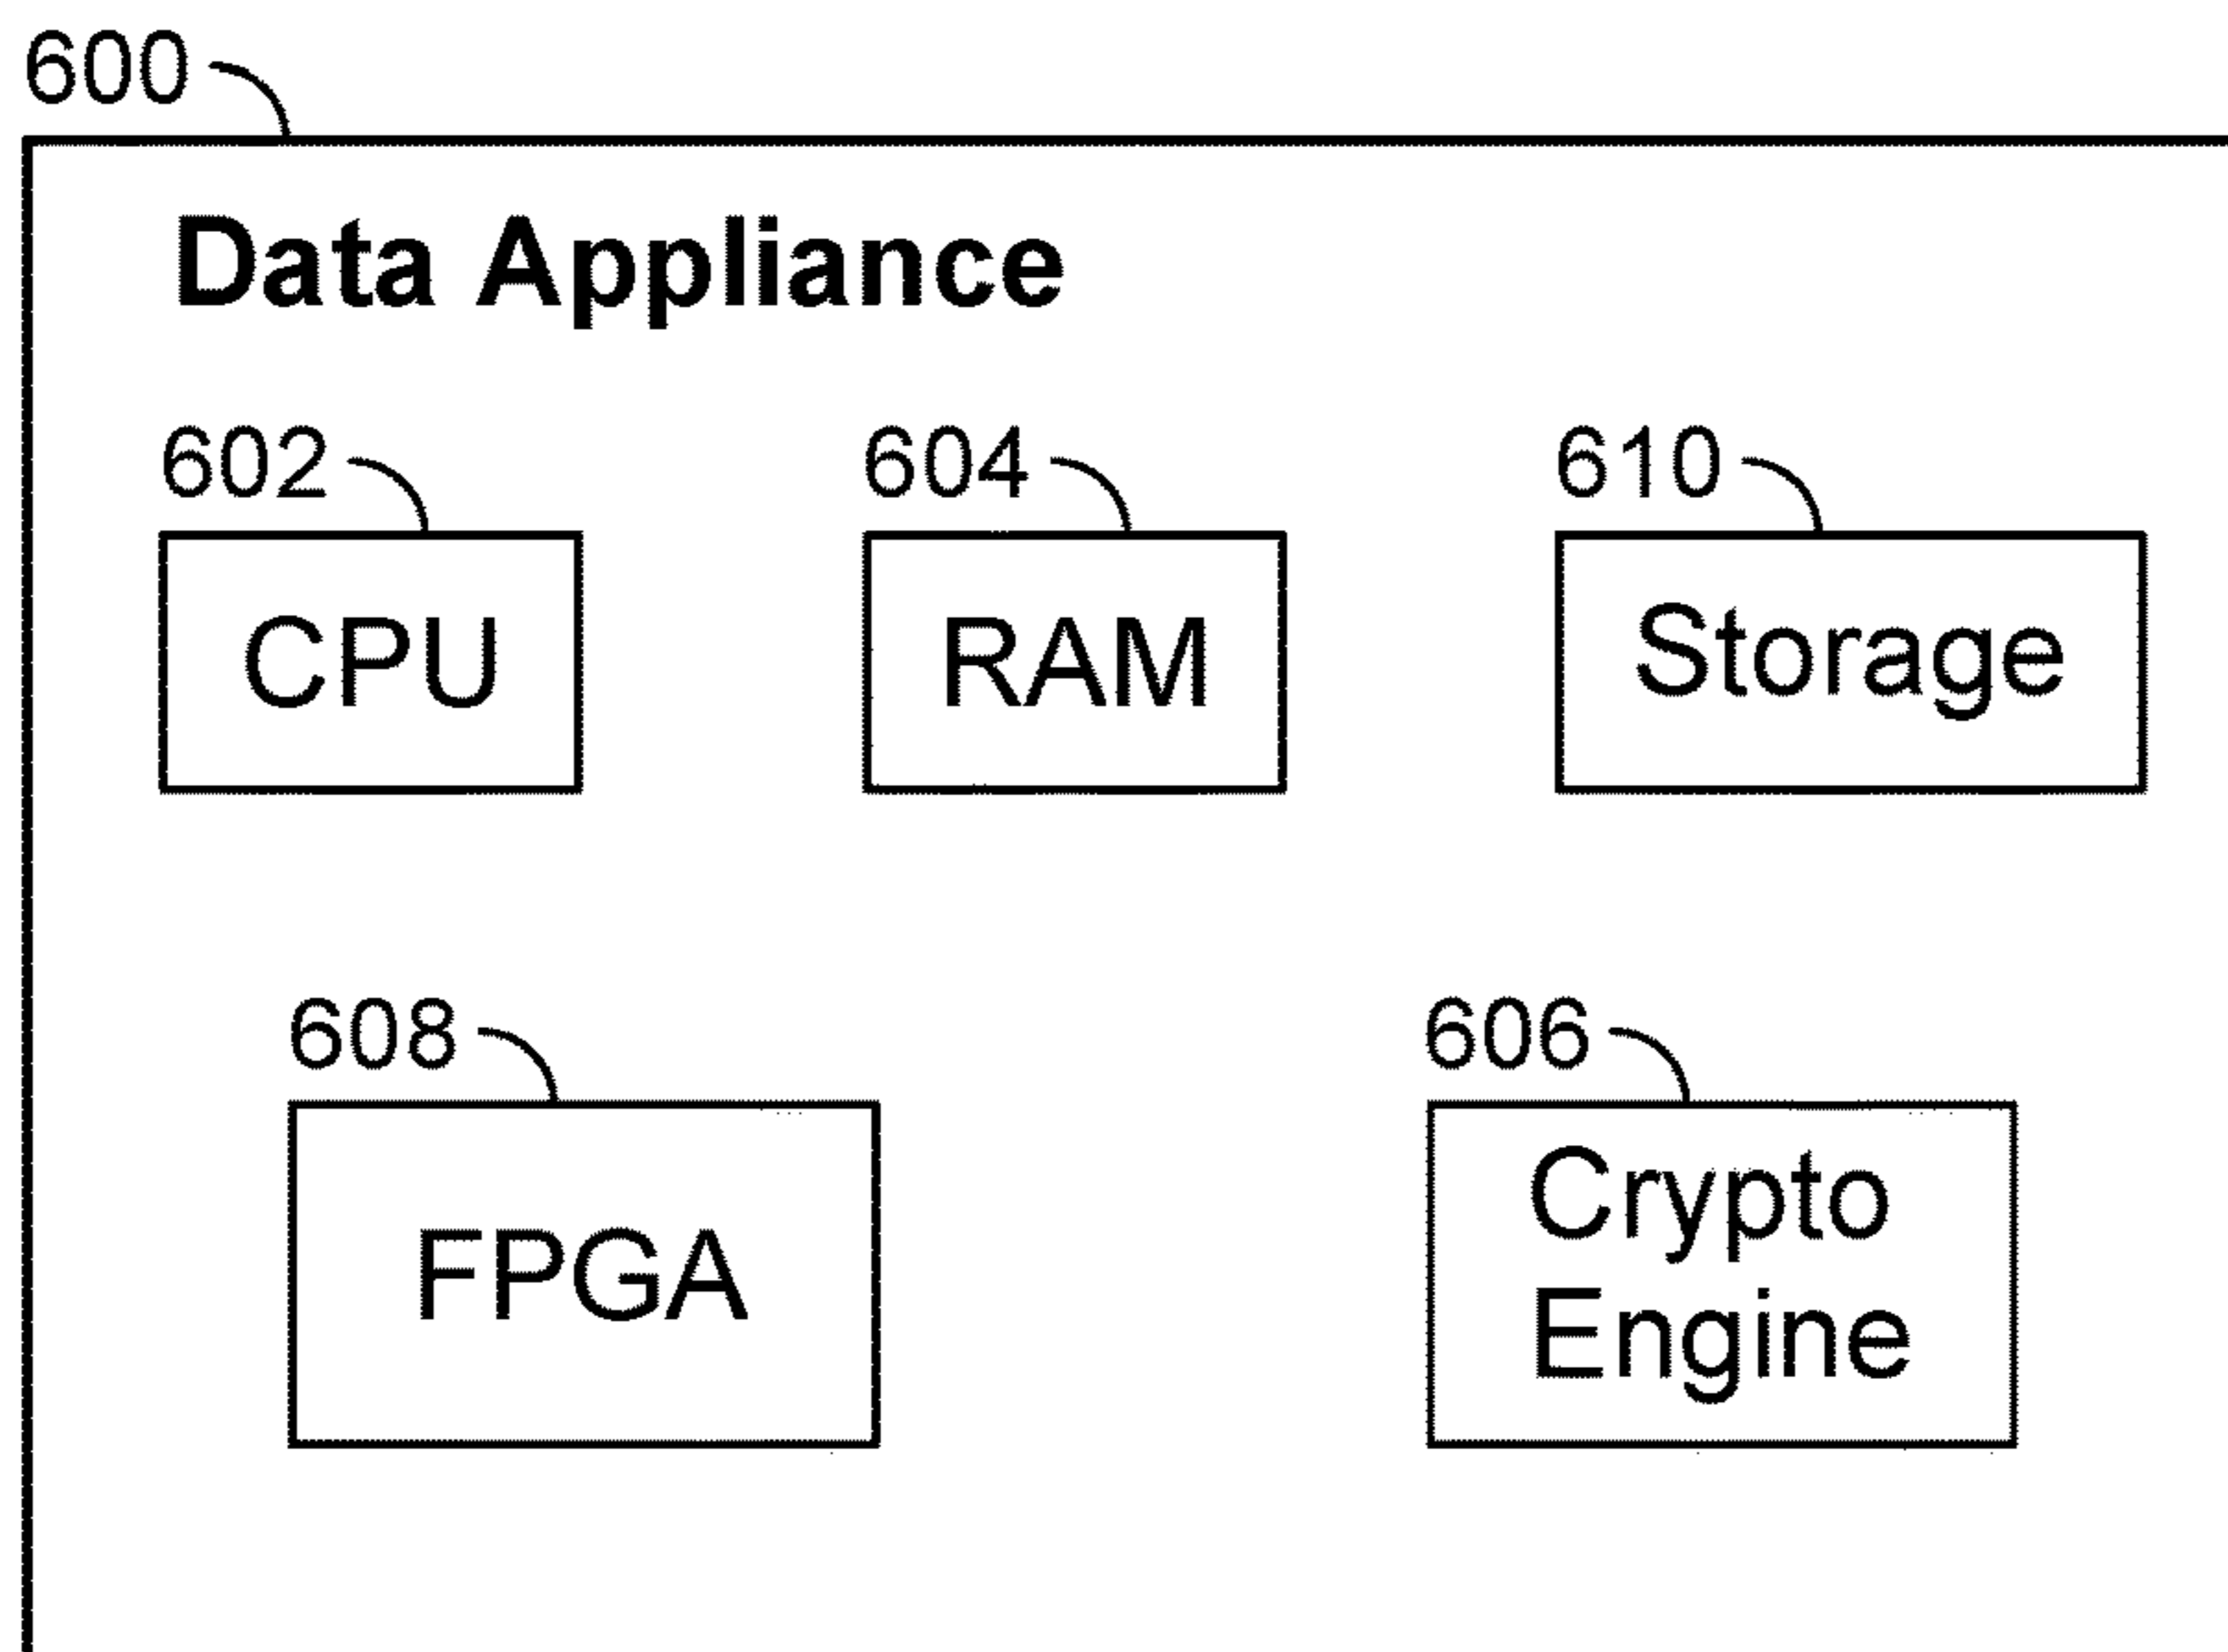 600
Data Appliance
602
604
610
CPU
RAM
Storage
608
606
FPGA
Crypto
Engine